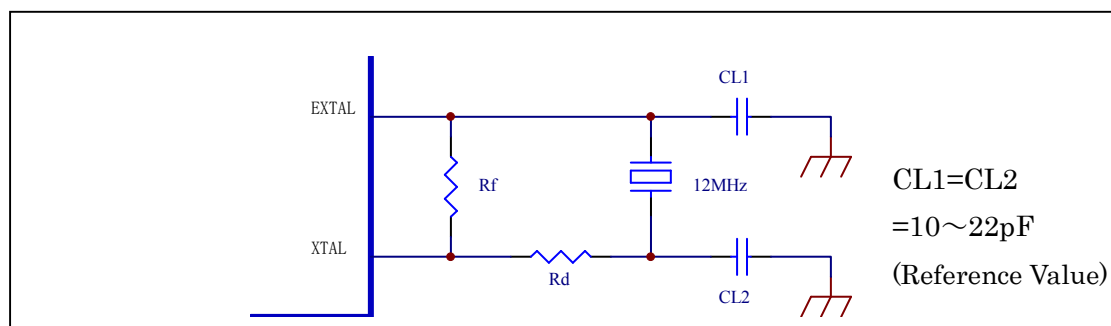 CL1
EXTAL
Rf
12MHz
CL1=CL2
=10～22pF
XTAL
(Reference Value)
Rd
CL2